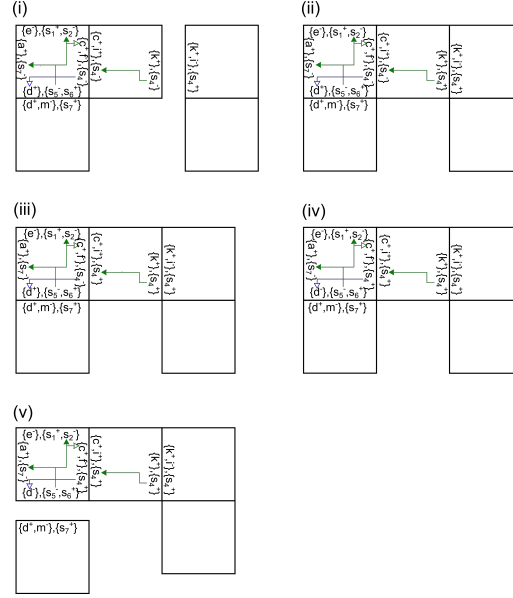 (i)
{e⁻},{s₁⁺,s₂⁻}
{a⁺},{s₇⁻}
{c⁺,f⁻},{s₄⁻}
{c⁺,i⁺},{s₄⁻}
{k⁺},{s₄⁺}
{k⁺,i⁻},{s₄⁺}
{d⁺},{s₅⁻,s₆⁺}
{d⁺,m⁻},{s₇⁺}
(ii)
{e⁻},{s₁⁺,s₂⁻}
{a⁺},{s₇⁻}
{c⁺,f⁻},{s₄⁻}
{c⁺,i⁺},{s₄⁻}
{k⁺},{s₄⁺}
{k⁺,i⁻},{s₄⁺}
{d⁺},{s₅⁻,s₆⁺}
{d⁺,m⁻},{s₇⁺}
(iii)
{e⁻},{s₁⁺,s₂⁻}
{a⁺},{s₇⁻}
{c⁺,f⁻},{s₄⁻}
{c⁺,i⁺},{s₄⁻}
{k⁺},{s₄⁺}
{k⁺,i⁻},{s₄⁺}
{d⁺},{s₅⁻,s₆⁺}
{d⁺,m⁻},{s₇⁺}
(iv)
{e⁻},{s₁⁺,s₂⁻}
{a⁺},{s₇⁻}
{c⁺,f⁻},{s₄⁻}
{c⁺,i⁺},{s₄⁻}
{k⁺},{s₄⁺}
{k⁺,i⁻},{s₄⁺}
{d⁺},{s₅⁻,s₆⁺}
{d⁺,m⁻},{s₇⁺}
(v)
{e⁻},{s₁⁺,s₂⁻}
{a⁺},{s₇⁻}
{c⁺,f⁻},{s₄⁻}
{c⁺,i⁺},{s₄⁻}
{k⁺},{s₄⁺}
{k⁺,i⁻},{s₄⁺}
{d⁻},{s₅⁻,s₆⁺}
{d⁺,m⁻},{s₇⁺}